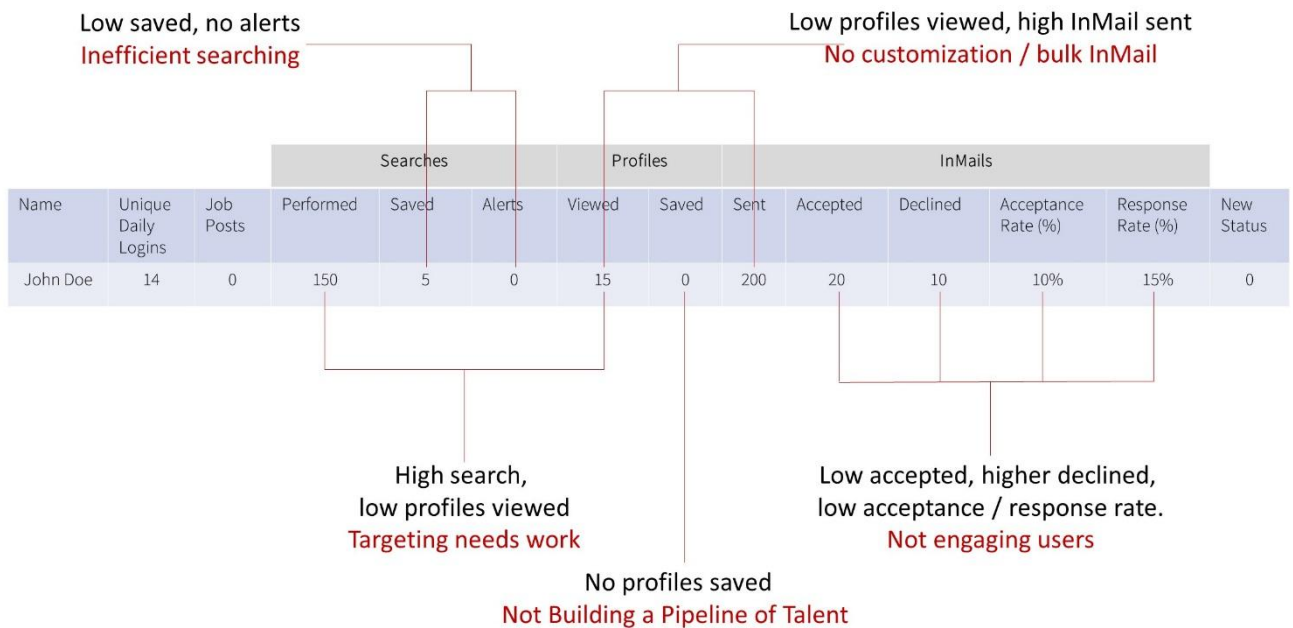 Low saved, no alerts
Inefficient searching
Low profiles viewed, high InMail sent
No customization / bulk InMail
Searches Profiles InMails
Name Unique Daily Logins Job Posts Performed Saved Alerts Viewed Saved Sent Accepted Declined Acceptance Rate (%) Response Rate (%) New Status
John Doe 14 0 150 5 0 15 0 200 20 10 10% 15% 0
High search,
low profiles viewed
Targeting needs work
Low accepted, higher declined,
low acceptance / response rate.
Not engaging users
No profiles saved
Not Building a Pipeline of Talent